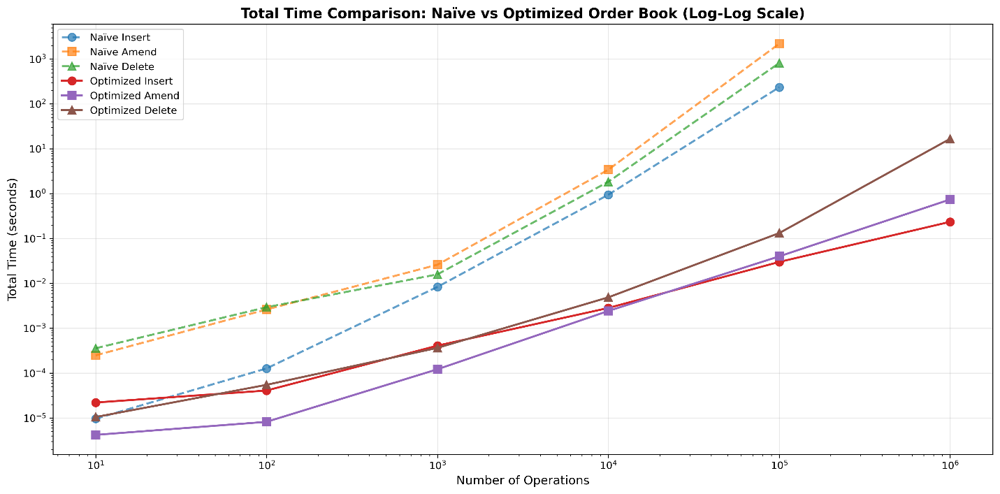 Total Time Comparison: Naïve vs Optimized Order Book (Log-Log Scale)
Naïve Insert
Naïve Amend
Naïve Delete
Optimized Insert
Optimized Amend
Optimized Delete
Total Time (seconds)
10³
10²
10¹
10⁰
10⁻¹
10⁻²
10⁻³
10⁻⁴
10⁻⁵
10¹ 10² 10³ 10⁴ 10⁵ 10⁶
Number of Operations